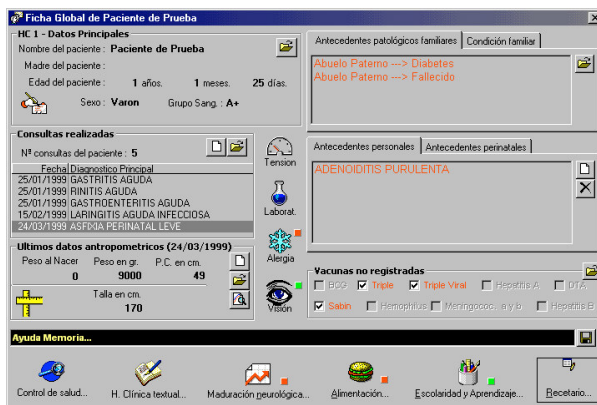 Ficha Global de Paciente de Prueba
HC 1 - Datos Principales
Nombre del paciente : Paciente de Prueba
Madre del paciente :
Edad del paciente : 1 años. 1 meses. 25 días.
Sexo : Varon Grupo Sang. : A+
Antecedentes patológicos familiares Condición familiar
Abuelo Paterno ---> Diabetes
Abuelo Paterno ---> Fallecido
Consultas realizadas
Nª consultas del paciente : 5
Fecha Diagnostico Principal
25/01/1999 GASTRITIS AGUDA
25/01/1999 RINITIS AGUDA
25/01/1999 GASTROENTERITIS AGUDA
15/02/1999 LARINGITIS AGUDA INFECCIOSA
24/03/1999 ASFIXIA PERINATAL LEVE
Tension
Laborat.
Alergia
Visión
Antecedentes personales Antecedentes perinatales
ADENOIDITIS PURULENTA
Ultimos datos antropometricos (24/03/1999)
Peso al Nacer Peso en gr. P.C. en cm.
0 9000 49
Talla en cm.
170
Vacunas no registradas
BCG Triple Triple Viral Hepatitis A DTA
Sabin Hemophilus Meningococ. a y b Hepatitis B
Ayuda Memoria...
Control de salud... H. Clínica textual... Maduración neurológica... Alimentación... Escolaridad y Aprendizaje... Recetario...